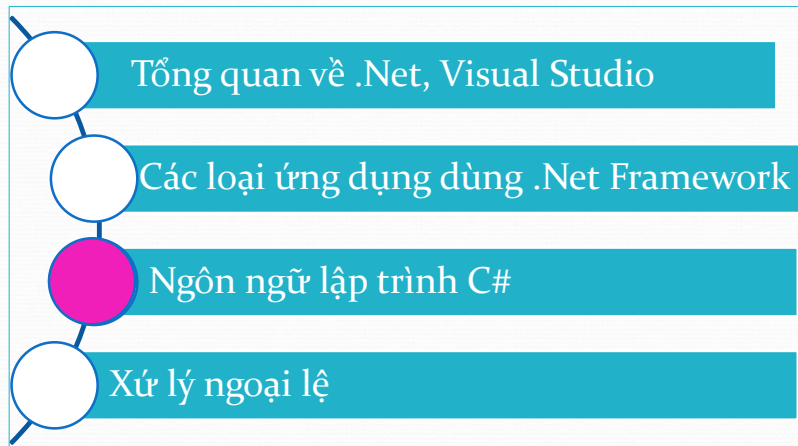 Tổng quan về .Net, Visual Studio
Các loại ứng dụng dùng .Net Framework
Ngôn ngữ lập trình C#
Xử lý ngoại lệ